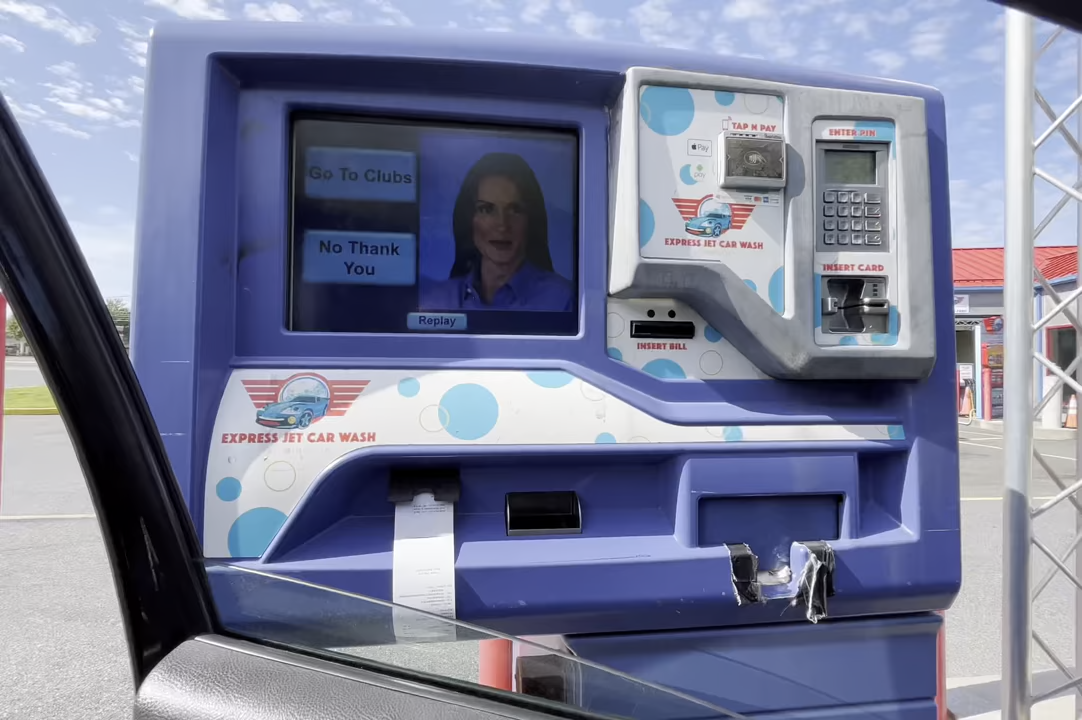 Go To Clubs
No Thank
You
Replay
TAP N PAY
Pay
EXPRESS JET CAR WASH
INSERT BILL
ENTER PIN
INSERT CARD
EXPRESS JET CAR WASH